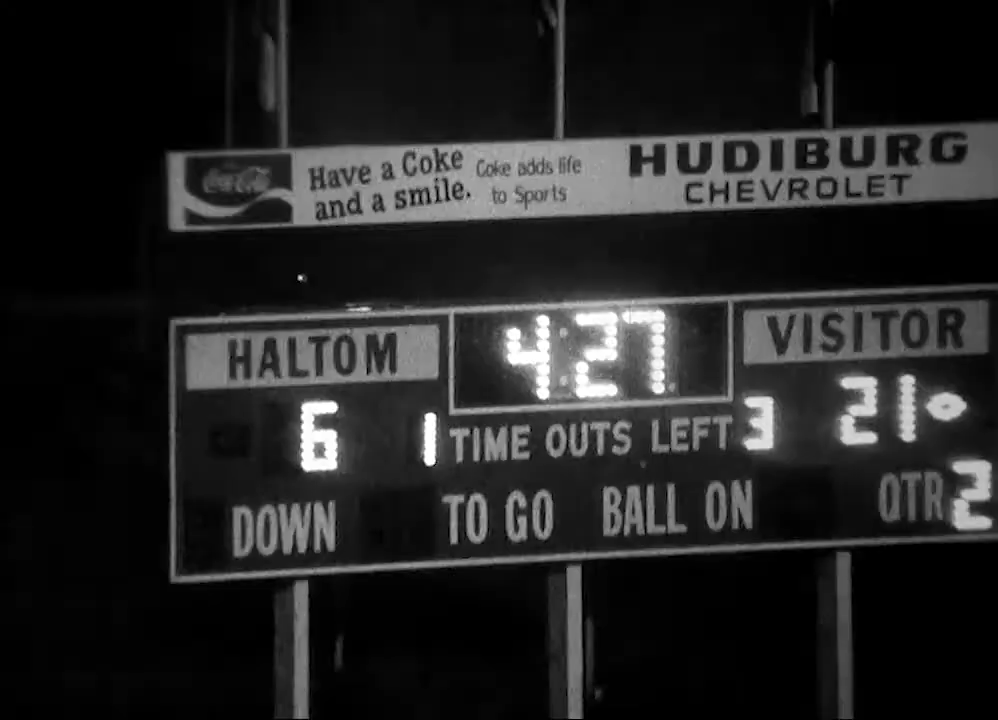 Coca-Cola
Have a Coke
and a smile.
Coke adds life
to Sports
HUDIBURG
CHEVROLET
HALTOM
4:27
VISITOR
6
1 TIME OUTS LEFT 3
21
DOWN
TO GO
BALL ON
QTR 2